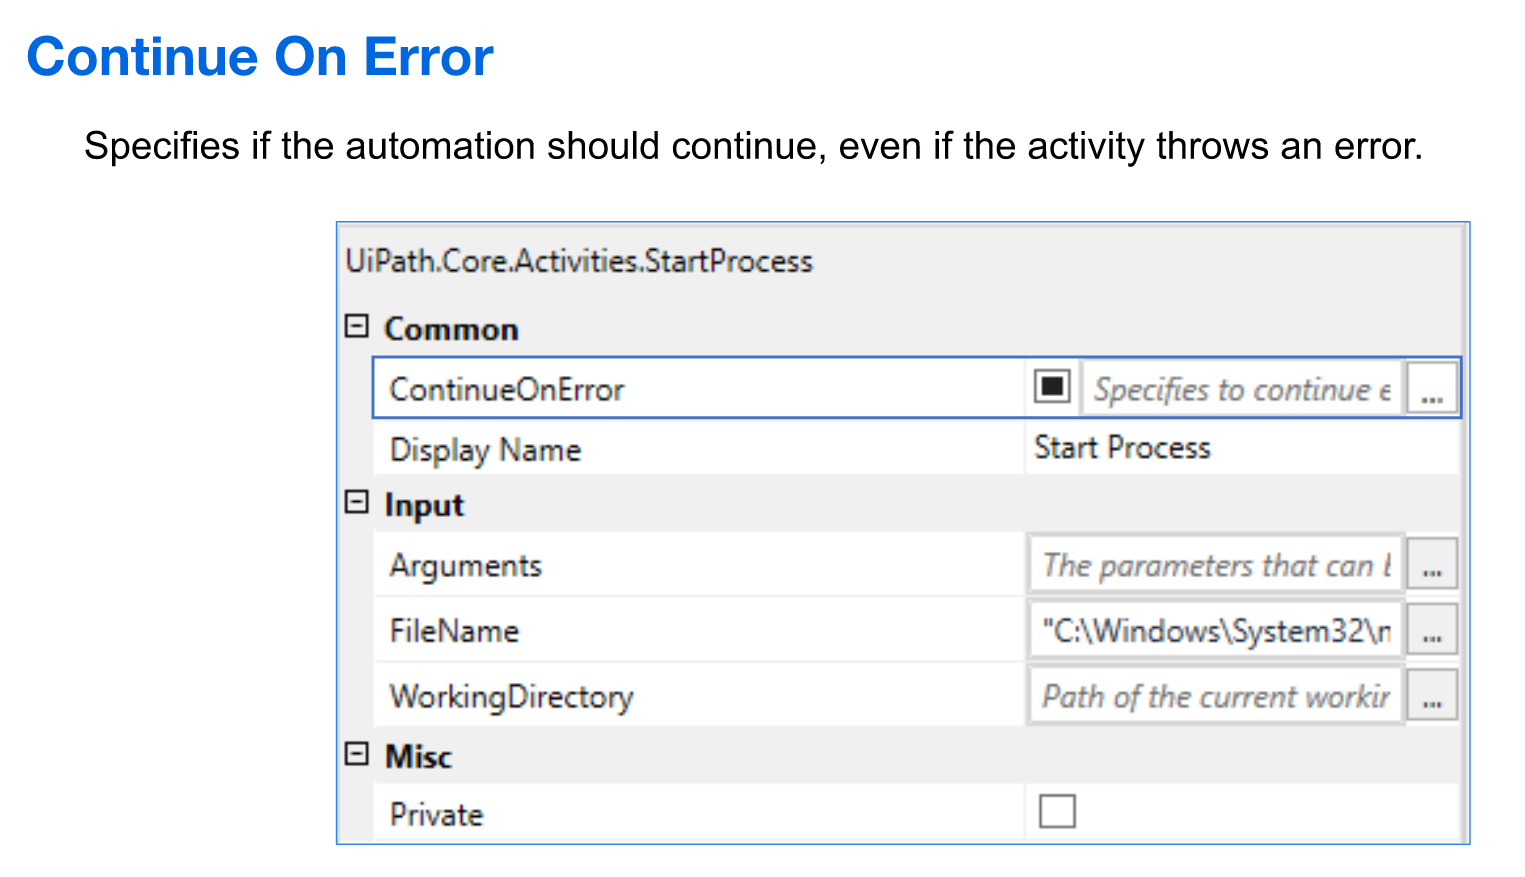 Continue On Error
Specifies if the automation should continue, even if the activity throws an error.
UiPath.Core.Activities.StartProcess
Common
ContinueOnError Specifies to continue e ...
Display Name Start Process
Input
Arguments The parameters that can b ...
FileName "C:\Windows\System32\n ...
WorkingDirectory Path of the current workin ...
Misc
Private